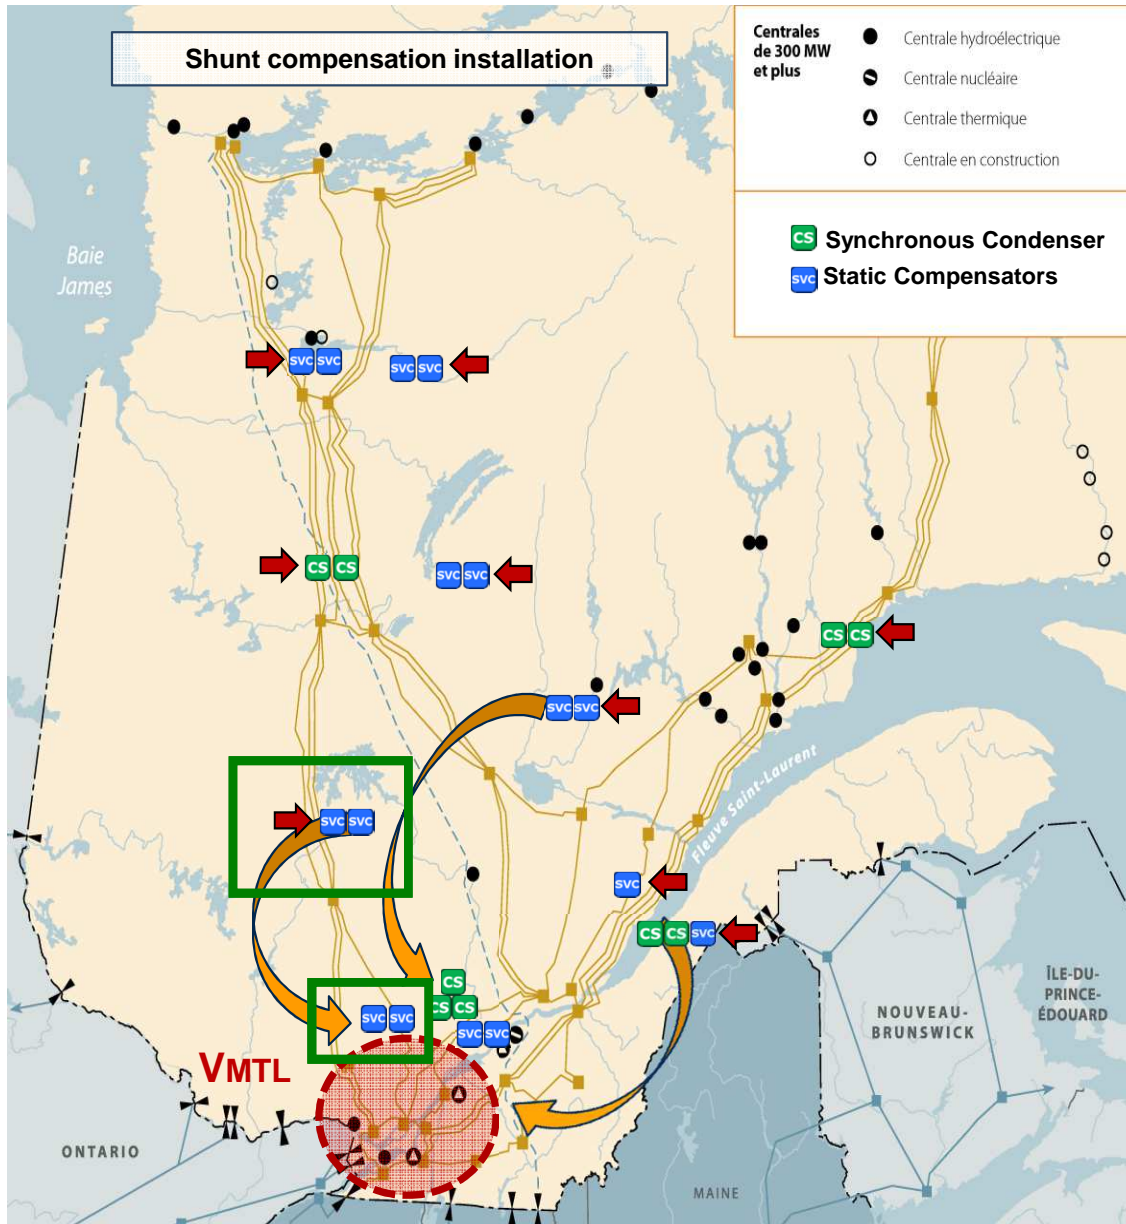 Shunt compensation installation
Centrales
de 300 MW
et plus
Centrale hydroélectrique
Centrale nucléaire
Centrale thermique
Centrale en construction
CS Synchronous Condenser
SVC Static Compensators
Baie
James
SVC SVC
SVC SVC
CS CS
SVC SVC
CS CS
SVC SVC
SVC SVC
Fleuve Saint-Laurent
SVC
CS CS SVC
CS
CS CS
SVC SVC
SVC SVC
VMTL
ÎLE-DU-
PRINCE-
ÉDOUARD
NOUVEAU-
BRUNSWICK
ONTARIO
MAINE